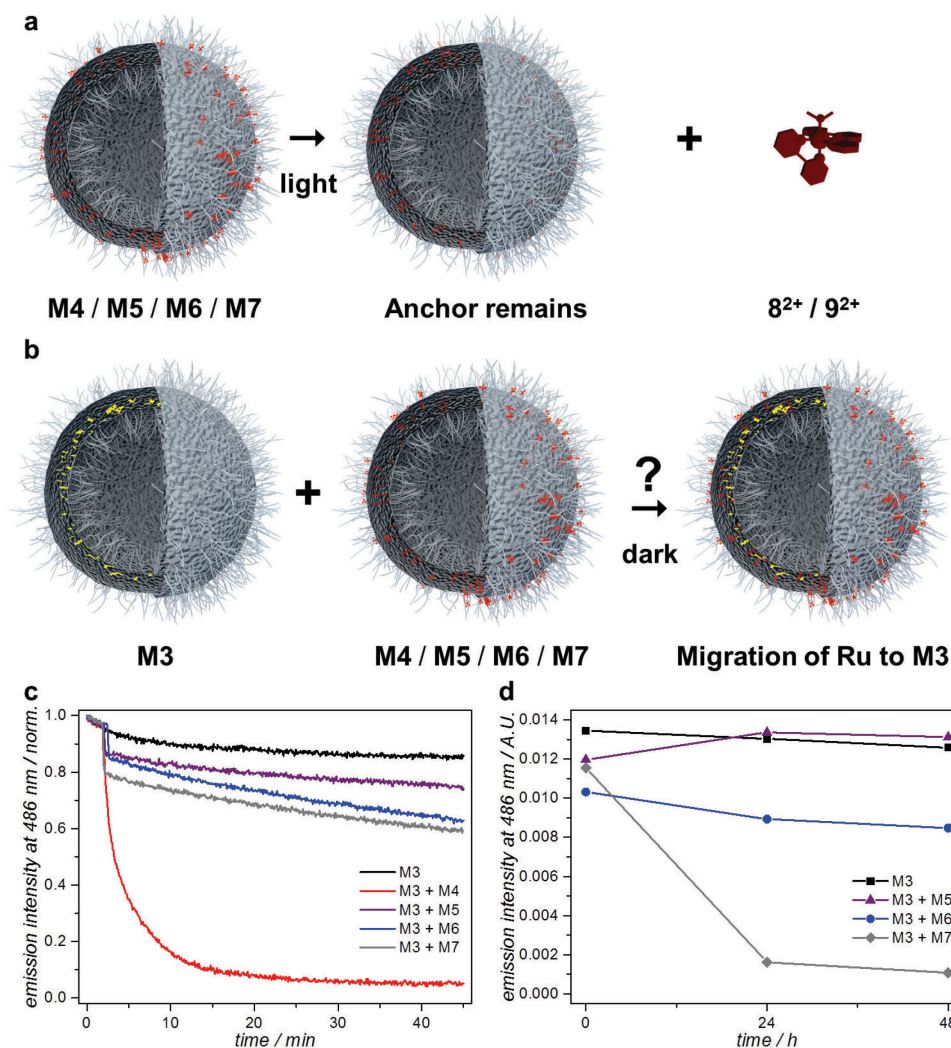 a
light
+
M4 / M5 / M6 / M7
Anchor remains
8²⁺ / 9²⁺
b
+
?
dark
M3
M4 / M5 / M6 / M7
Migration of Ru to M3
c
emission intensity at 486 nm / norm.
1.0
0.8
0.6
0.4
0.2
0.0
0
10
20
30
40
time / min
M3
M3 + M4
M3 + M5
M3 + M6
M3 + M7
d
emission intensity at 486 nm / A.U.
0.014
0.012
0.010
0.008
0.006
0.004
0.002
0.000
0
24
48
time / h
M3
M3 + M5
M3 + M6
M3 + M7